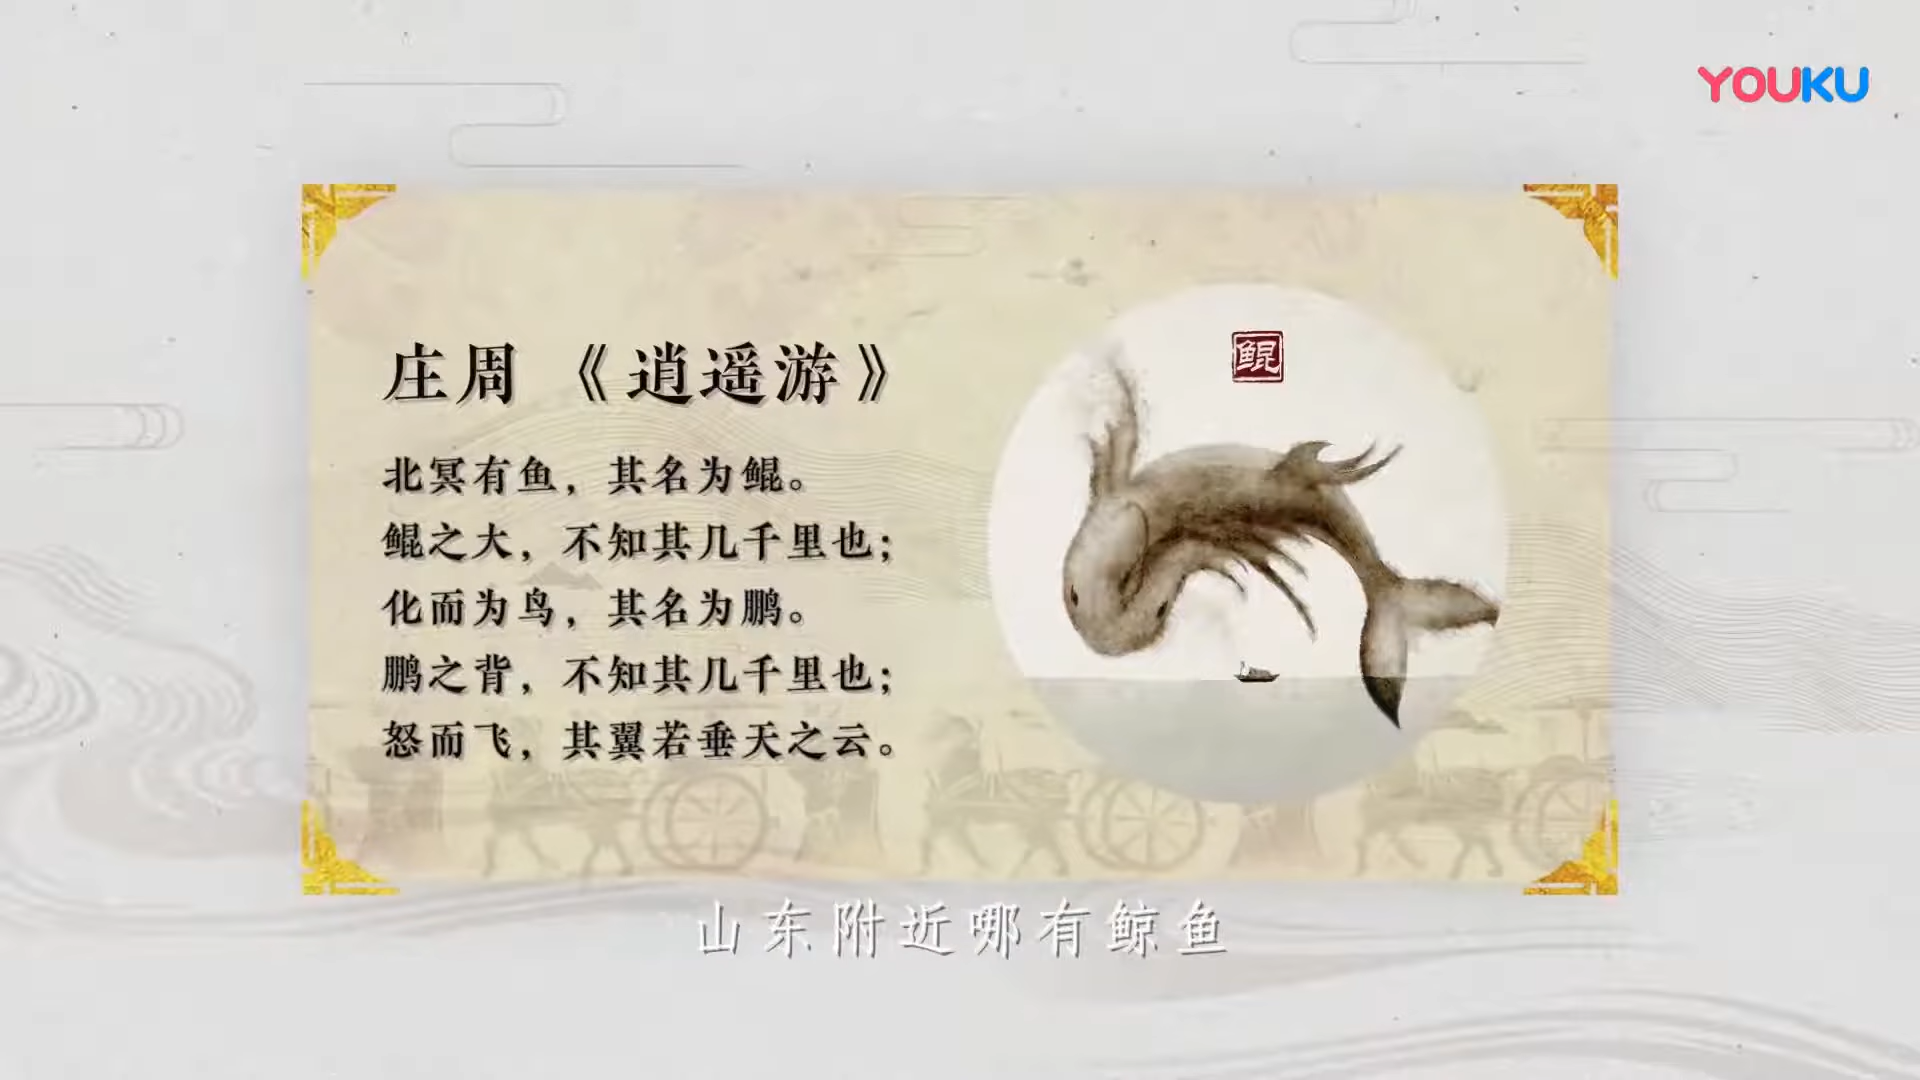 YOUKU
庄周《逍遥游》
鲲
北冥有鱼，其名为鲲。
鲲之大，不知其几千里也；
化而为鸟，其名为鹏。
鹏之背，不知其几千里也；
怒而飞，其翼若垂天之云。
山东附近哪有鲸鱼